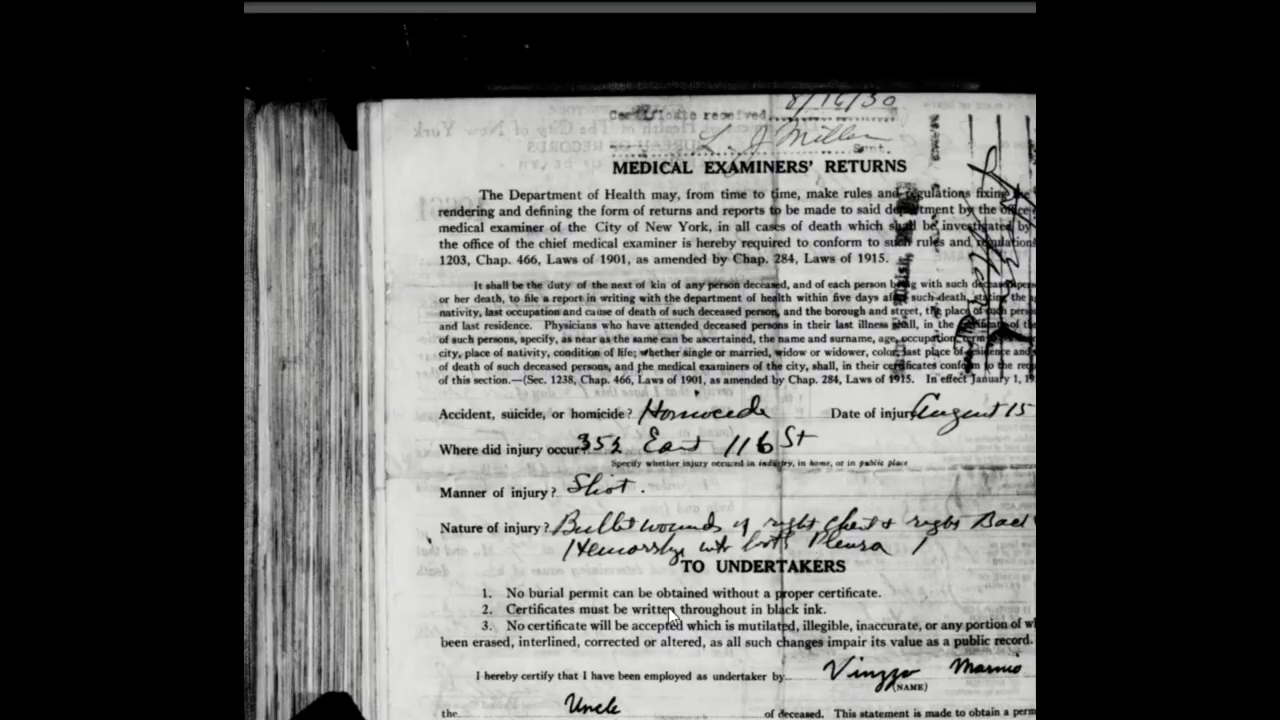 8/16/30
Certificate received
L. J. Miller
MEDICAL EXAMINERS' RETURNS
The Department of Health may, from time to time, make rules and regulations fixing the
rendering and defining the form of returns and reports to be made to said department by the office
medical examiner of the City of New York, in all cases of death which shall be investigated by
the office of the chief medical examiner is hereby required to conform to such rules and regulations
1203, Chap. 466, Laws of 1901, as amended by Chap. 284, Laws of 1915.
It shall be the duty of the next of kin of any person deceased, and of each person being with such deceased pers
or her death, to file a report in writing with the department of health within five days after such death, stating the
nativity, last occupation and cause of death of such deceased person, and the borough and street, the place of such pers
and last residence. Physicians who have attended deceased persons in their last illness shall, in the certificate of the
of such persons, specify, as near as the same can be ascertained, the name and surname, age, occupation, term
city, place of nativity, condition of life; whether single or married, widow or widower, color, last place of residence and
of death of such deceased persons, and the medical examiners of the city, shall, in their certificates conform to the req
of this section.—(Sec. 1238, Chap. 466, Laws of 1901, as amended by Chap. 284, Laws of 1915. In effect January 1, 19
Accident, suicide, or homicide? Homocede Date of injury August 15
Where did injury occur? 352 East 116 St
Specify whether injury occured in industry, in home, or in public place
Manner of injury? Shot.
Nature of injury? Bullet wounds of right chest & right Back
Hemorrhage into both Pleura
TO UNDERTAKERS
1. No burial permit can be obtained without a proper certificate.
2. Certificates must be written throughout in black ink.
3. No certificate will be accepted which is mutilated, illegible, inaccurate, or any portion of w
been erased, interlined, corrected or altered, as all such changes impair its value as a public record.
I hereby certify that I have been employed as undertaker by
(NAME)
the Uncle of deceased. This statement is made to obtain a perm